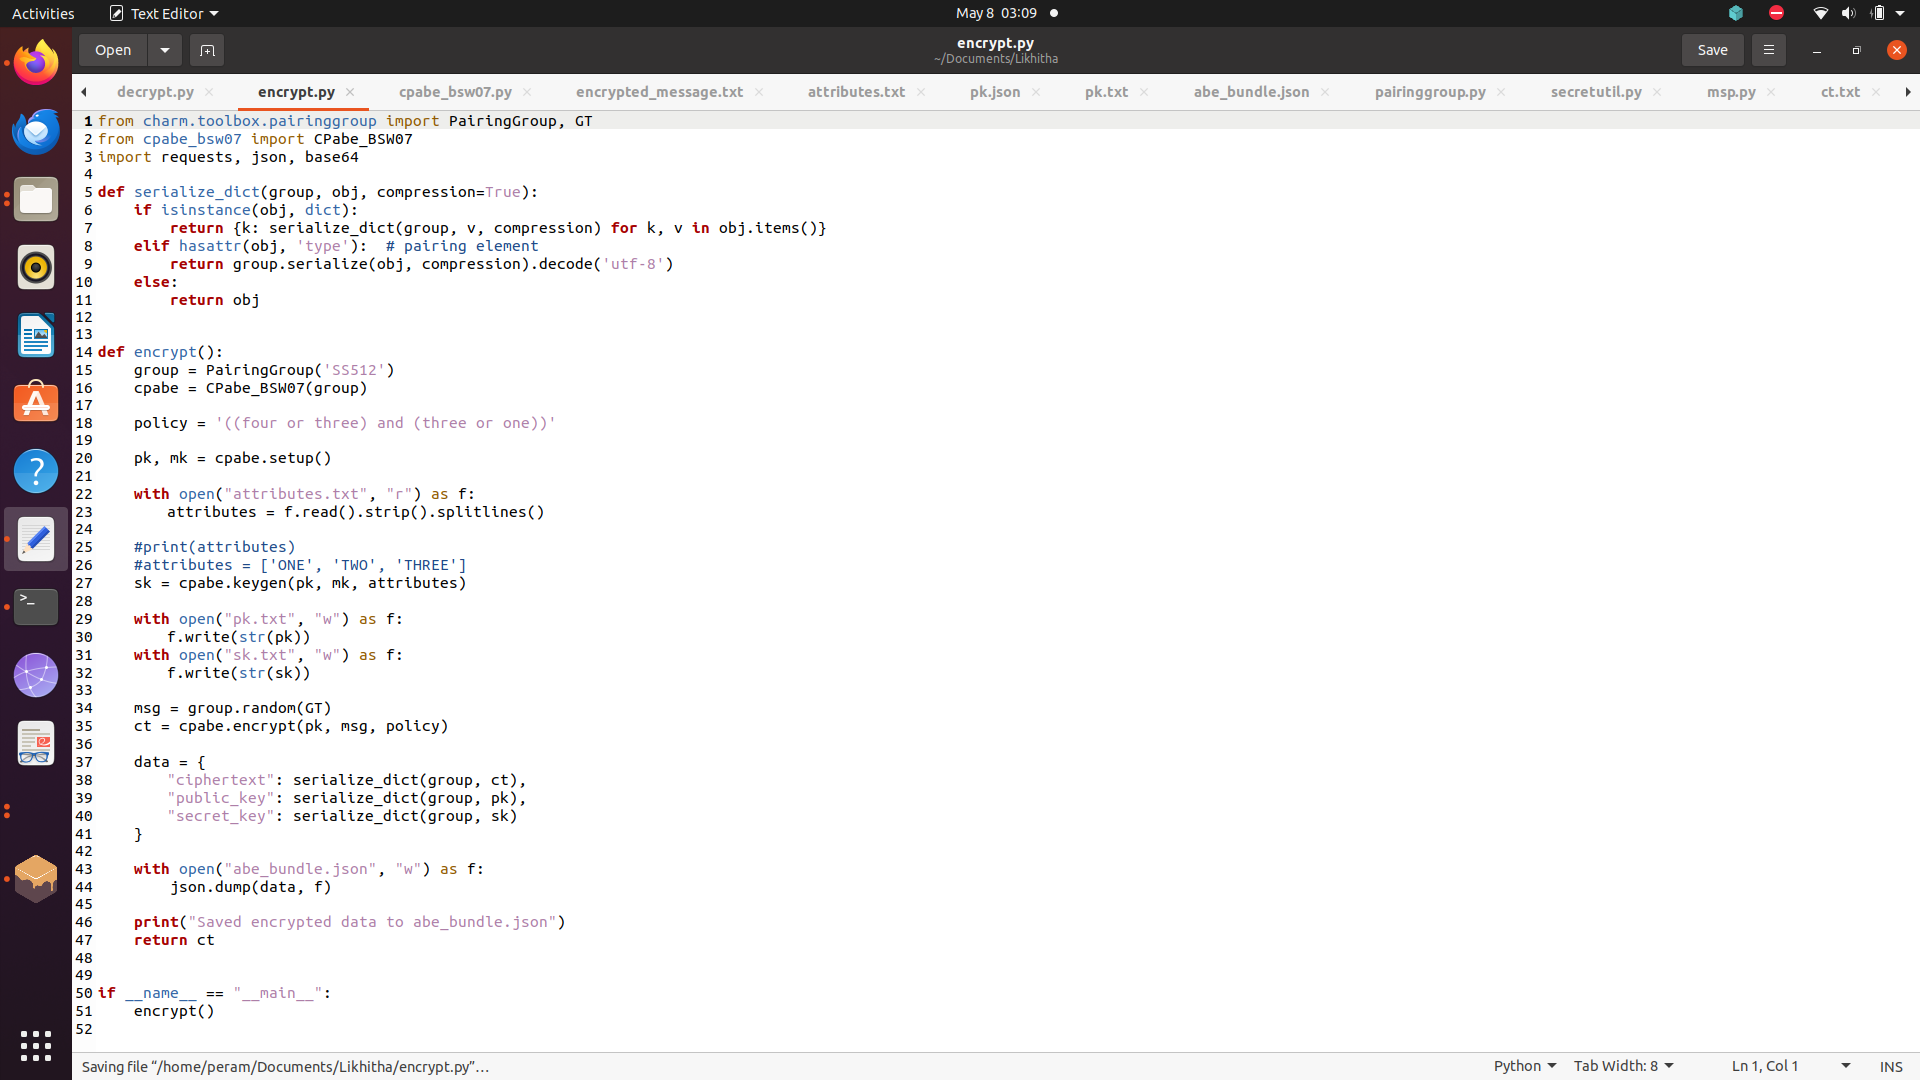 Activities Text Editor May 8 03:09
Open encrypt.py Save
~/Documents/Likhitha
decrypt.py encrypt.py cpabe_bsw07.py encrypted_message.txt attributes.txt pk.json pk.txt abe_bundle.json pairinggroup.py secretutil.py msp.py ct.txt
1 from charm.toolbox.pairinggroup import PairingGroup, GT
2 from cpabe_bsw07 import CPabe_BSW07
3 import requests, json, base64
4
5 def serialize_dict(group, obj, compression=True):
6     if isinstance(obj, dict):
7         return {k: serialize_dict(group, v, compression) for k, v in obj.items()}
8     elif hasattr(obj, 'type'):  # pairing element
9         return group.serialize(obj, compression).decode('utf-8')
10     else:
11         return obj
12
13
14 def encrypt():
15     group = PairingGroup('SS512')
16     cpabe = CPabe_BSW07(group)
17
18     policy = '((four or three) and (three or one))'
19
20     pk, mk = cpabe.setup()
21
22     with open("attributes.txt", "r") as f:
23         attributes = f.read().strip().splitlines()
24
25     #print(attributes)
26     #attributes = ['ONE', 'TWO', 'THREE']
27     sk = cpabe.keygen(pk, mk, attributes)
28
29     with open("pk.txt", "w") as f:
30         f.write(str(pk))
31     with open("sk.txt", "w") as f:
32         f.write(str(sk))
33
34     msg = group.random(GT)
35     ct = cpabe.encrypt(pk, msg, policy)
36
37     data = {
38         "ciphertext": serialize_dict(group, ct),
39         "public_key": serialize_dict(group, pk),
40         "secret_key": serialize_dict(group, sk)
41     }
42
43     with open("abe_bundle.json", "w") as f:
44         json.dump(data, f)
45
46     print("Saved encrypted data to abe_bundle.json")
47     return ct
48
49
50 if __name__ == "__main__":
51     encrypt()
52
Saving file “/home/peram/Documents/Likhitha/encrypt.py”… Python Tab Width: 8 Ln 1, Col 1 INS